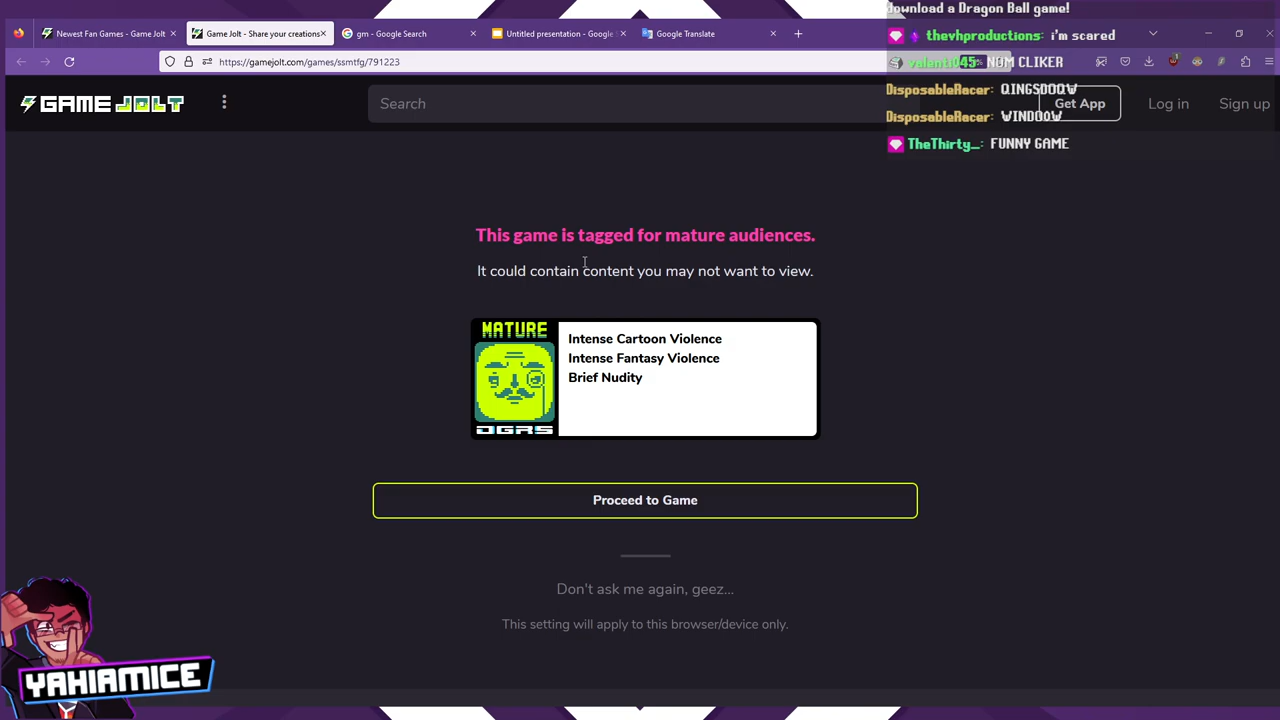 Newest Fan Games - Game Jolt
Game Jolt - Share your creations
gm - Google Search
Untitled presentation - Google S
Google Translate
https://gamejolt.com/games/ssmtfg/791223
GAME JOLT
Search
Get App
Log in
Sign up
download a Dragon Ball game!
thevhproductions: i'm scared
valenti045: NUM CLIKER
DisposableRacer: QINGSDOOW
DisposableRacer: WINDOOW
TheThirty_: FUNNY GAME
This game is tagged for mature audiences.
It could contain content you may not want to view.
MATURE
OGRS
Intense Cartoon Violence
Intense Fantasy Violence
Brief Nudity
Proceed to Game
Don't ask me again, geez...
This setting will apply to this browser/device only.
YAHIAMICE